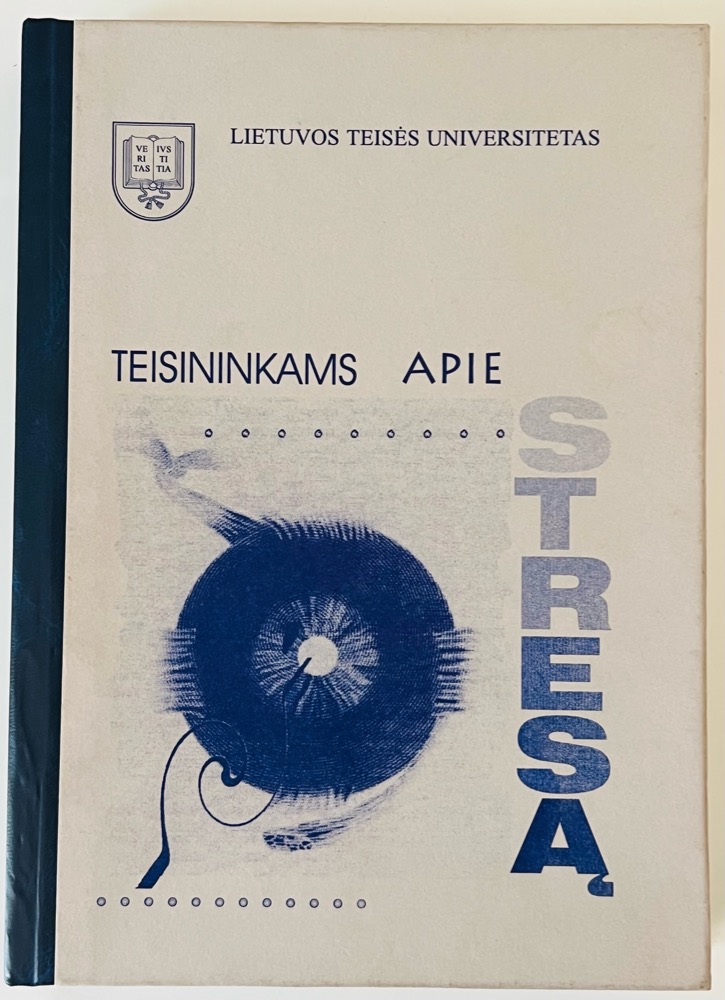 LIETUVOS TEISĖS UNIVERSITETAS
VE IVS
RI TI
TAS TIA
TEISININKAMS APIE
STRESĄ